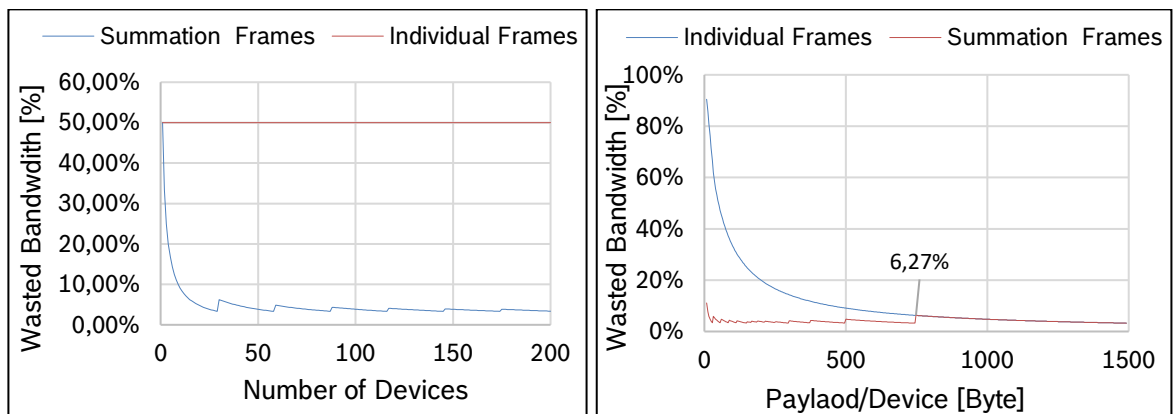 Summation Frames Individual Frames
Wasted Bandwdith [%]
60,00%
50,00%
40,00%
30,00%
20,00%
10,00%
0,00%
0 50 100 150 200
Number of Devices
Individual Frames Summation Frames
Wasted Bandwidth [%]
100%
80%
60%
40%
20%
0%
6,27%
0 500 1000 1500
Paylaod/Device [Byte]